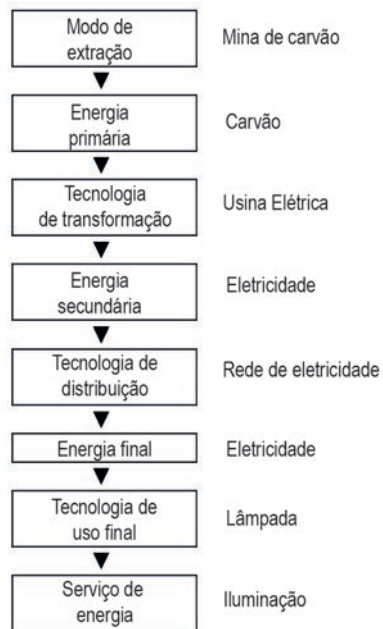 Modo de
extração
Mina de carvão
Energia
primária
Carvão
Tecnologia
de transformação
Usina Elétrica
Energia
secundária
Eletricidade
Tecnologia de
distribuição
Rede de eletricidade
Energia final
Eletricidade
Tecnologia de
uso final
Lâmpada
Serviço de
energia
Iluminação